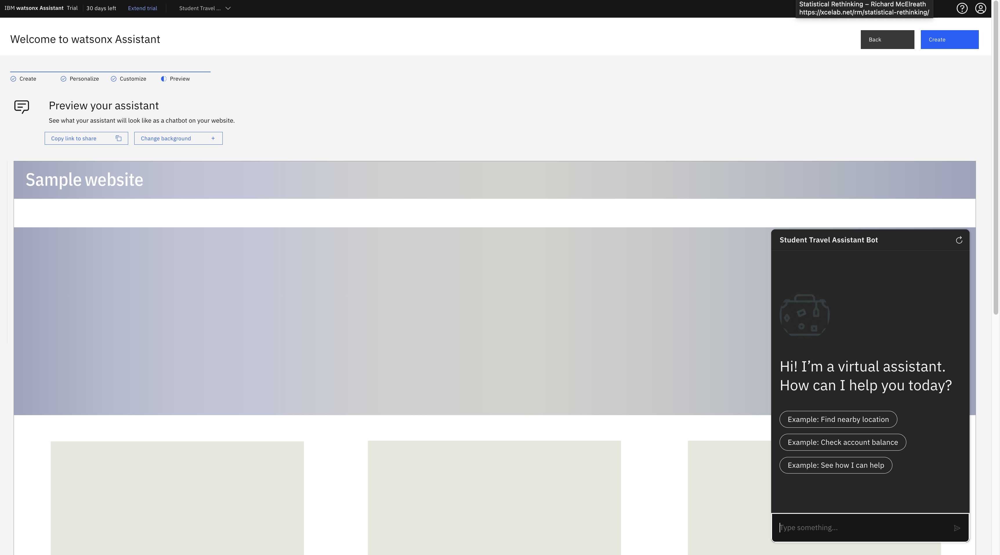 IBM watsonx Assistant Trial 30 days left Extend trial Student Travel ...
Statistical Rethinking – Richard McElreath
https://xcelab.net/rm/statistical-rethinking/
Welcome to watsonx Assistant
Back
Create
Create
Personalize
Customize
Preview
Preview your assistant
See what your assistant will look like as a chatbot on your website.
Copy link to share
Change background +
Sample website
Student Travel Assistant Bot
Hi! I’m a virtual assistant.
How can I help you today?
Example: Find nearby location
Example: Check account balance
Example: See how I can help
Type something...